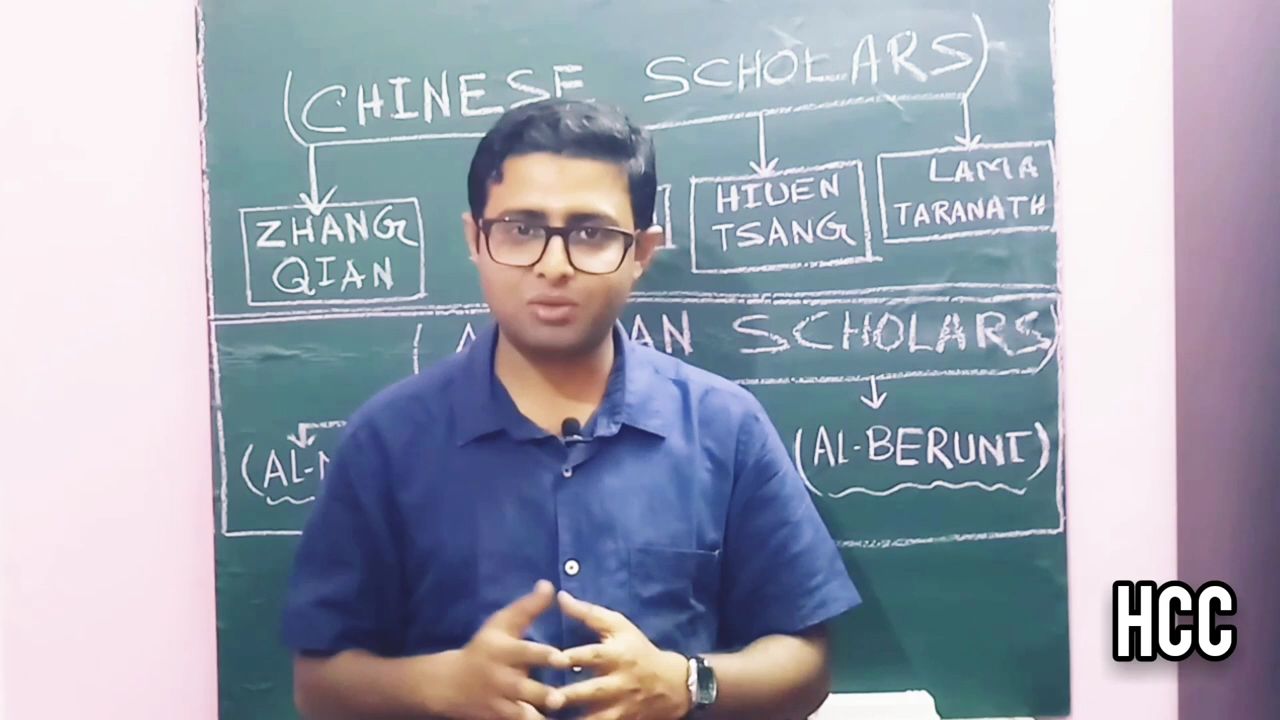 (CHINESE SCHOLARS)
ZHANG
QIAN
HIUEN
TSANG
LAMA
TARANATH
SCHOLARS)
(AL-BERUNI)
HCC